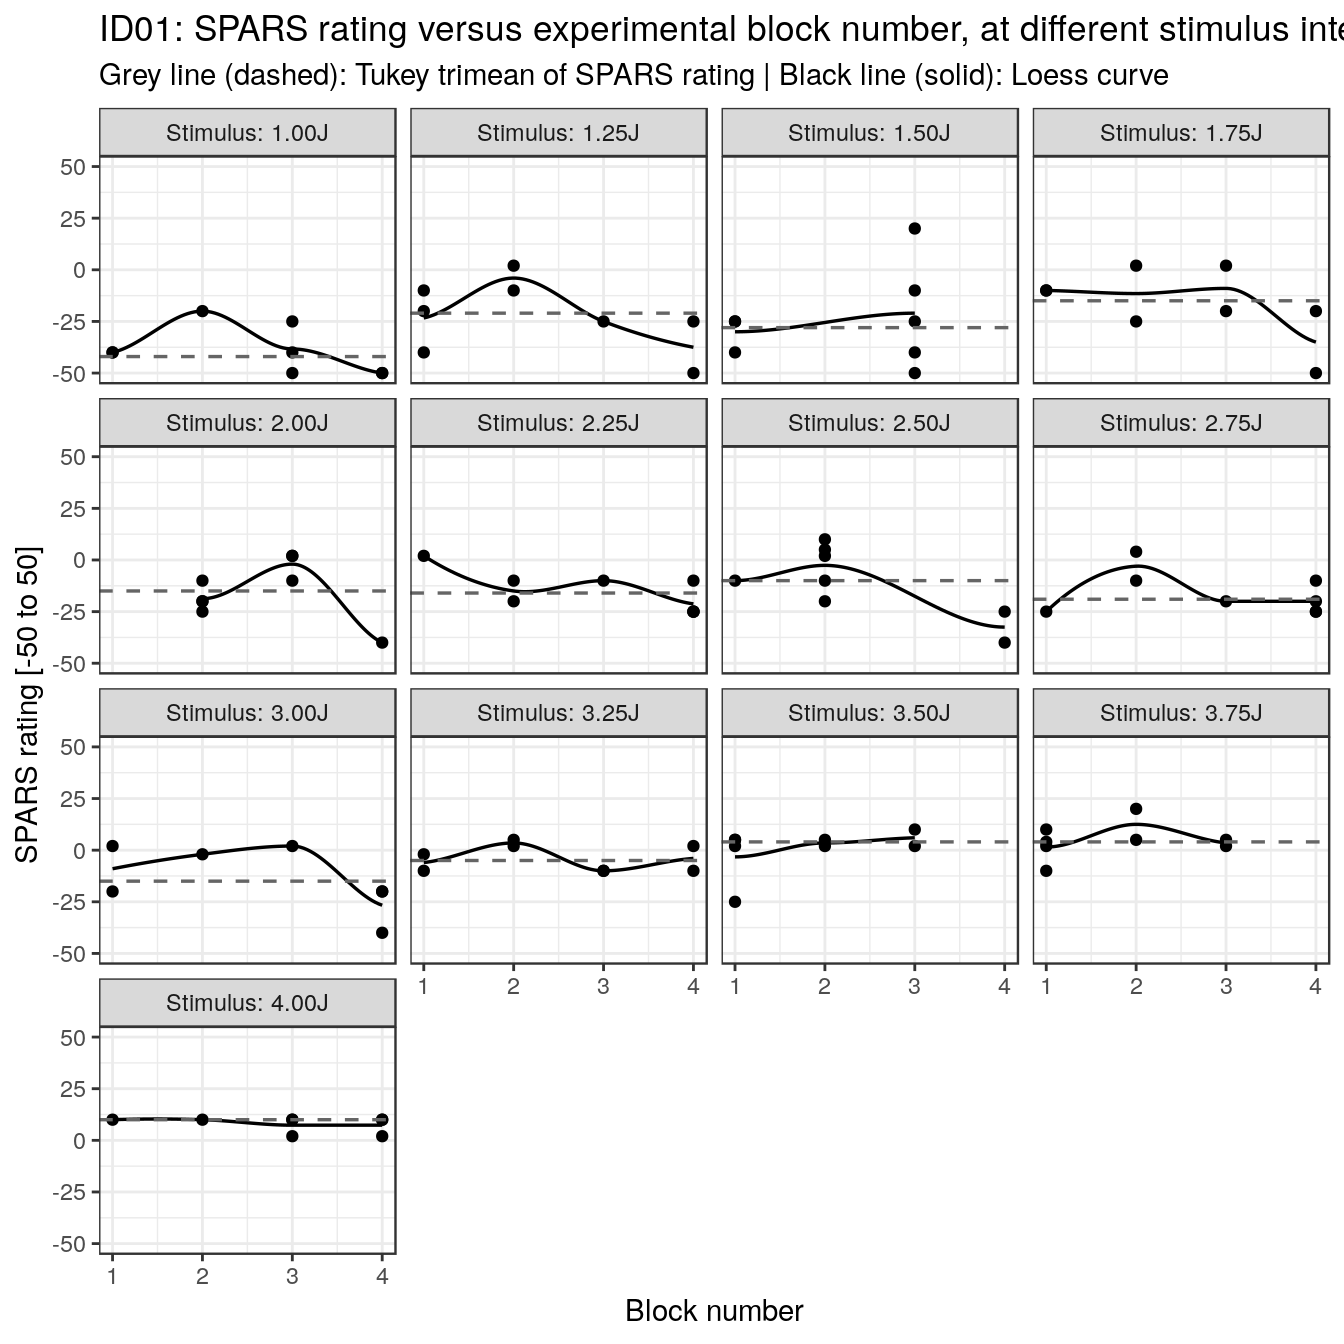 ID01: SPARS rating versus experimental block number, at different stimulus
Grey line (dashed): Tukey trimean of SPARS rating | Black line (solid): Loess curve
Stimulus: 1.00J Stimulus: 1.25J Stimulus: 1.50J Stimulus: 1.75J
50
25
0
-25
-50
Stimulus: 2.00J Stimulus: 2.25J Stimulus: 2.50J Stimulus: 2.75J
50
25
0
-25
-50
SPARS rating [-50 to 50]
Stimulus: 3.00J Stimulus: 3.25J Stimulus: 3.50J Stimulus: 3.75J
50
25
0
-25
-50
1 2 3 4 1 2 3 4 1 2 3 4
Stimulus: 4.00J
50
25
0
-25
-50
1 2 3 4
Block number